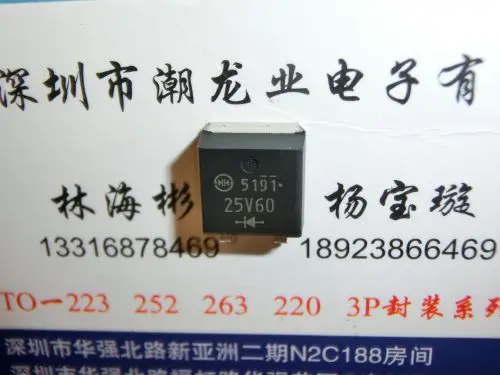 深圳市潮龙业电子有
5191
25V60
林海彬 杨宝璇
13316878469 18923866469
TO一223 252 263 220 3P封装系列
深圳市华强北路新亚洲二期N2C188房间